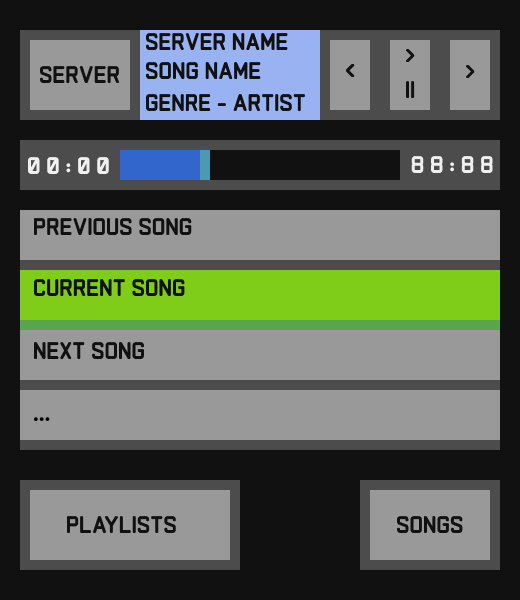 SERVER
SERVER NAME
SONG NAME
GENRE - ARTIST
<
>
||
>
00:00
88:88
PREVIOUS SONG
CURRENT SONG
NEXT SONG
...
PLAYLISTS
SONGS